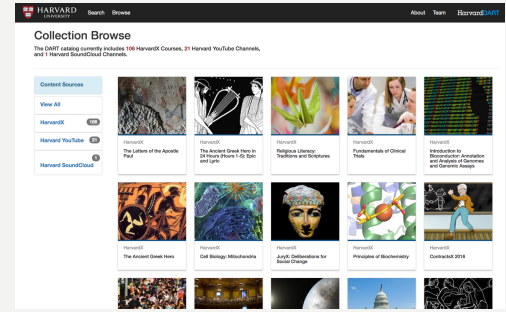 HARVARD
UNIVERSITY
Search
Browse
About
Team
HarvardDART
Collection Browse
The DART catalog currently includes 106 HarvardX Courses, 21 Harvard YouTube Channels,
and 1 Harvard SoundCloud Channels.
Content Sources
View All
HarvardX 106
Harvard YouTube 21
1
Harvard SoundCloud
HarvardX
The Letters of the Apostle
Paul
HarvardX
The Ancient Greek Hero in
24 Hours (Hours 1-5): Epic
and Lyric
HarvardX
Religious Literacy:
Traditions and Scriptures
HarvardX
Fundamentals of Clinical
Trials
HarvardX
Introduction to
Bioconductor: Annotation
and Analysis of Genomes
and Genomic Assays
HarvardX
The Ancient Greek Hero
HarvardX
Cell Biology: Mitochondria
HarvardX
JuryX: Deliberations for
Social Change
HarvardX
Principles of Biochemistry
HarvardX
ContractsX 2016